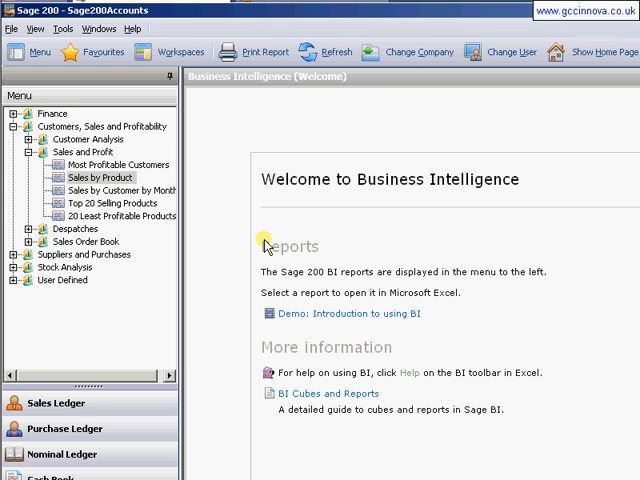 Sage 200 - Sage200Accounts
www.gccinnova.co.uk
File View Tools Windows Help
Menu Favourites Workspaces Print Report Refresh Change Company Change User Show Home Page
Business Intelligence (Welcome)
Menu
Finance
Customers, Sales and Profitability
Customer Analysis
Sales and Profit
Most Profitable Customers
Sales by Product
Sales by Customer by Mont
Top 20 Selling Products
20 Least Profitable Products
Despatches
Sales Order Book
Suppliers and Purchases
Stock Analysis
User Defined
Sales Ledger
Purchase Ledger
Nominal Ledger
Cash Book
Welcome to Business Intelligence
Reports
The Sage 200 BI reports are displayed in the menu to the left.
Select a report to open it in Microsoft Excel.
Demo: Introduction to using BI
More information
For help on using BI, click Help on the BI toolbar in Excel.
BI Cubes and Reports
A detailed guide to cubes and reports in Sage BI.